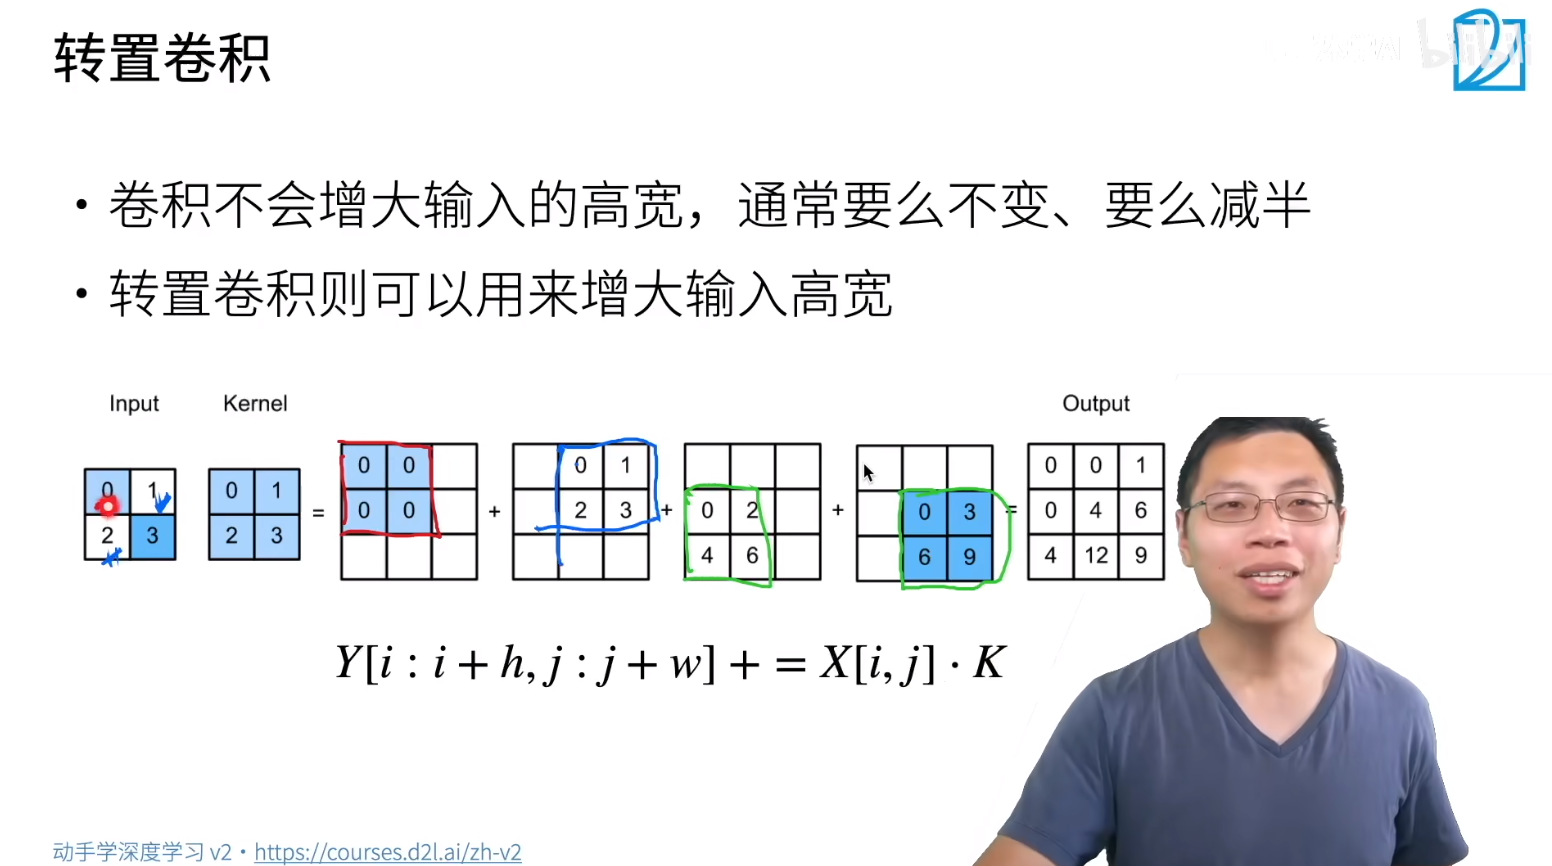 转置卷积
bilibili
• 卷积不会增大输入的高宽，通常要么不变、要么减半
• 转置卷积则可以用来增大输入高宽
Input Kernel Output
0 1
2 3
0 1
2 3
=
0 0
0 0
+
0 1
2 3
+
0 2
4 6
+
0 3
6 9
=
0 0 1
0 4 6
4 12 9
Y[i : i + h, j : j + w] + = X[i, j] · K
动手学深度学习 v2 • https://courses.d2l.ai/zh-v2